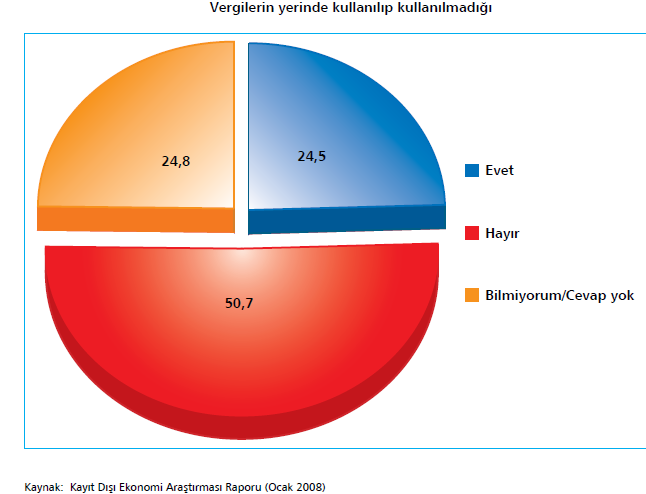 Vergilerin yerinde kullanılıp kullanılmadığı
24,8
24,5
Evet
Hayır
50,7
Bilmiyorum/Cevap yok
Kaynak: Kayıt Dışı Ekonomi Araştırması Raporu (Ocak 2008)